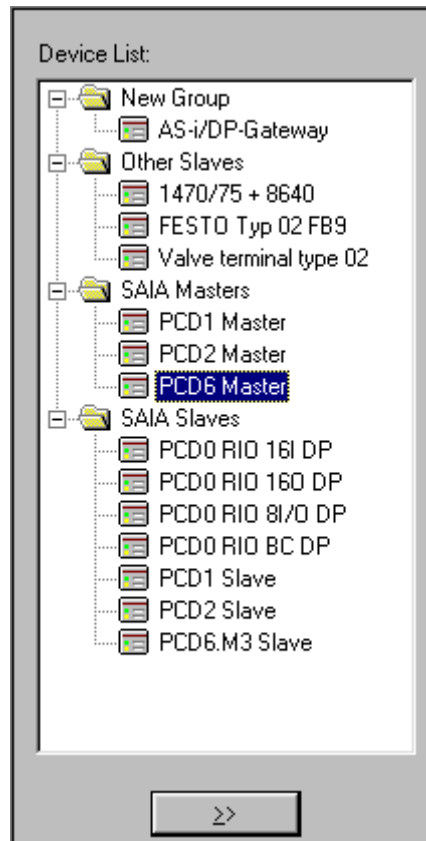 Device List:
New Group
AS-i/DP-Gateway
Other Slaves
1470/75 + 8640
FESTO Typ 02 FB9
Valve terminal type 02
SAIA Masters
PCD1 Master
PCD2 Master
PCD6 Master
SAIA Slaves
PCD0 RIO 16I DP
PCD0 RIO 16O DP
PCD0 RIO 8I/O DP
PCD0 RIO BC DP
PCD1 Slave
PCD2 Slave
PCD6.M3 Slave
>>